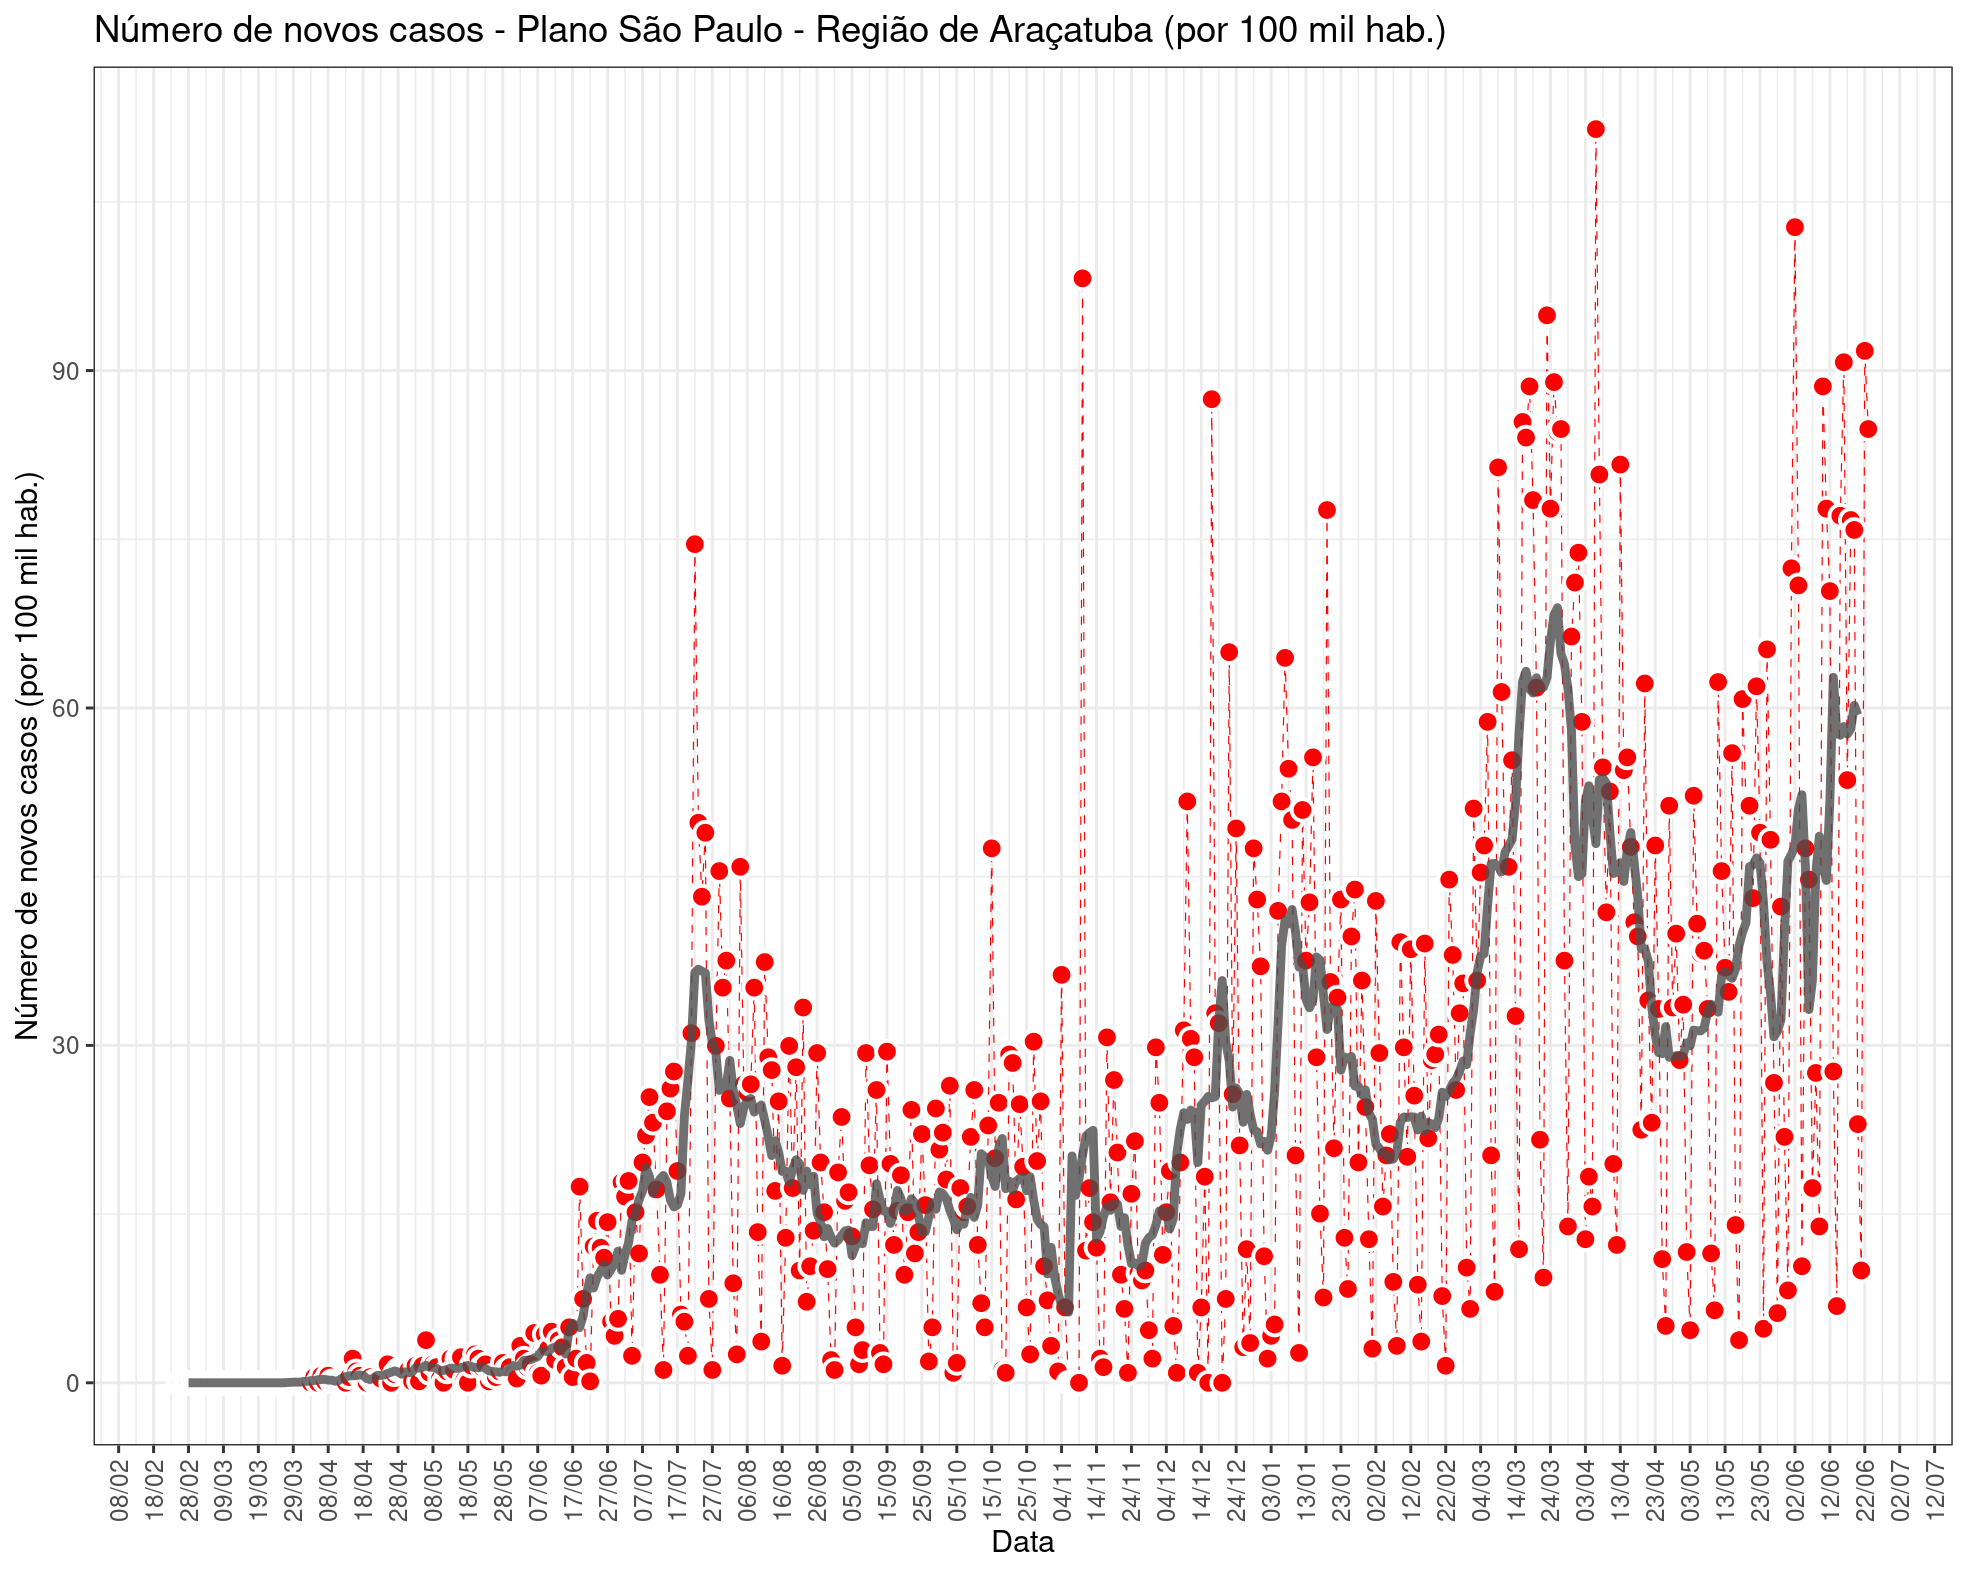 Número de novos casos - Plano São Paulo - Região de Araçatuba (por 100 mil hab.)
Número de novos casos (por 100 mil hab.)
90
60
30
0
08/02 18/02 28/02 09/03 19/03 29/03 08/04 18/04 28/04 08/05 18/05 28/05 07/06 17/06 27/06 07/07 17/07 27/07 06/08 16/08 26/08 05/09 15/09 25/09 05/10 15/10 25/10 04/11 14/11 24/11 04/12 14/12 24/12 03/01 13/01 23/01 02/02 12/02 22/02 04/03 14/03 24/03 03/04 13/04 23/04 03/05 13/05 23/05 02/06 12/06 22/06 02/07 12/07
Data